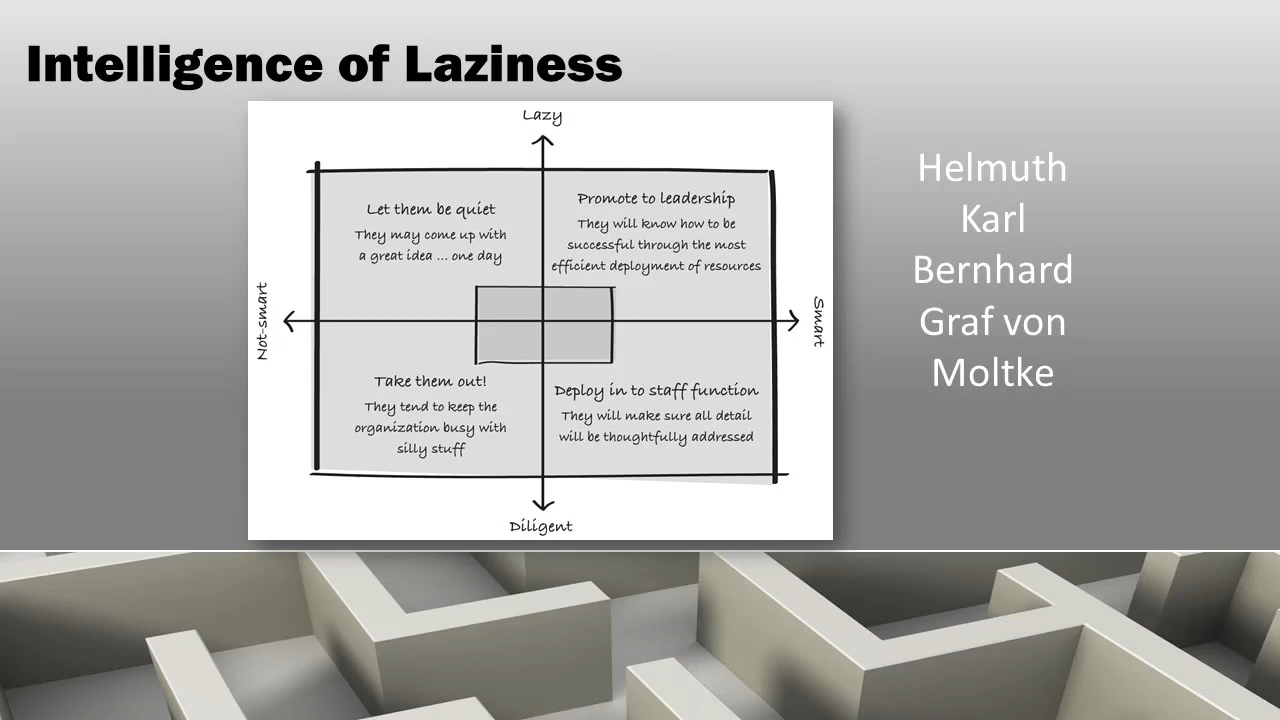 Intelligence of Laziness
Lazy
Let them be quiet
They may come up with
a great idea ... one day
Promote to leadership
They will know how to be
successful through the most
efficient deployment of resources
Not-smart
Smart
Take them out!
They tend to keep the
organization busy with
silly stuff
Deploy in to staff function
They will make sure all detail
will be thoughtfully addressed
Diligent
Helmuth
Karl
Bernhard
Graf von
Moltke